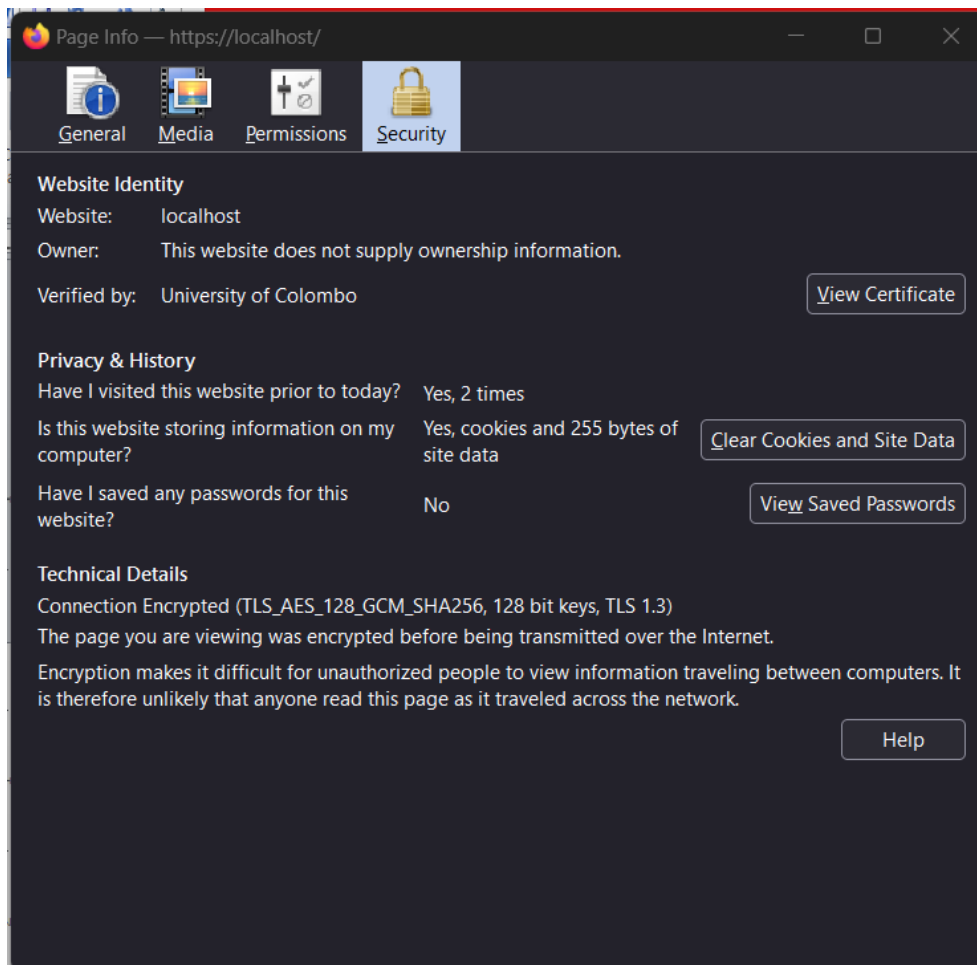 Page Info — https://localhost/
General Media Permissions Security
Website Identity
Website: localhost
Owner: This website does not supply ownership information.
Verified by: University of Colombo View Certificate
Privacy & History
Have I visited this website prior to today? Yes, 2 times
Is this website storing information on my
computer?
Yes, cookies and 255 bytes of
site data
Clear Cookies and Site Data
Have I saved any passwords for this
website?
No
View Saved Passwords
Technical Details
Connection Encrypted (TLS_AES_128_GCM_SHA256, 128 bit keys, TLS 1.3)
The page you are viewing was encrypted before being transmitted over the Internet.
Encryption makes it difficult for unauthorized people to view information traveling between computers. It
is therefore unlikely that anyone read this page as it traveled across the network.
Help